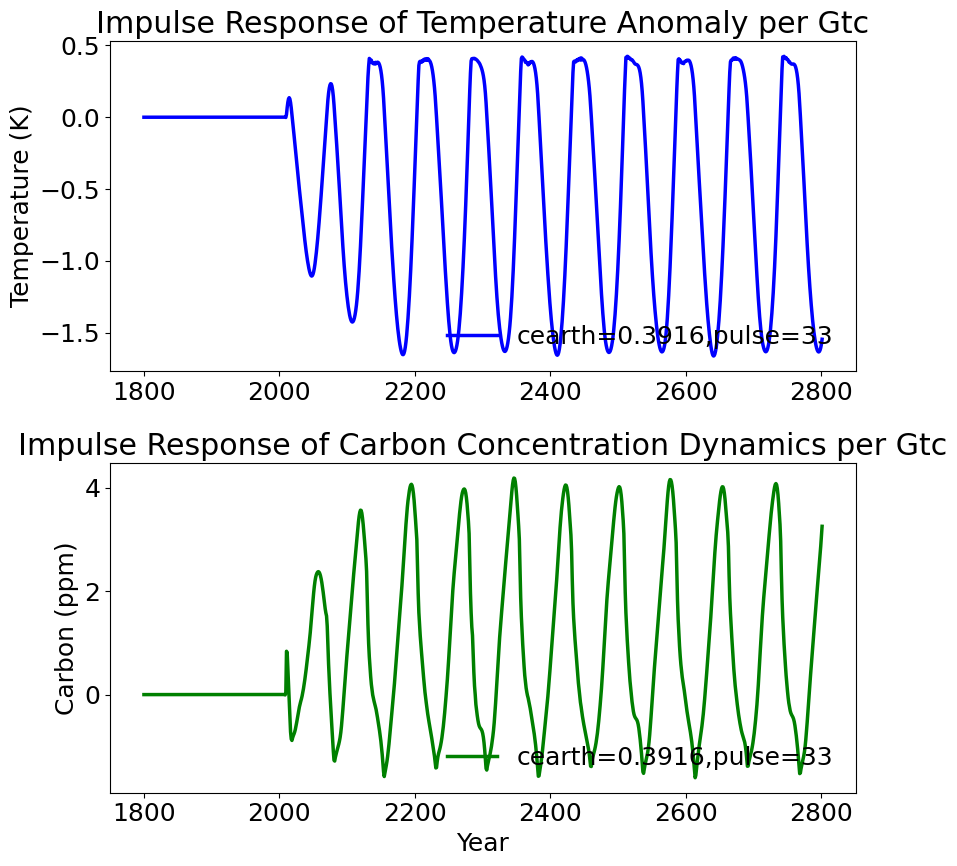 Impulse Response of Temperature Anomaly per Gtc
Temperature (K)
0.5
0.0
−0.5
−1.0
−1.5
cearth=0.3916,pulse=33
1800 2000 2200 2400 2600 2800
Impulse Response of Carbon Concentration Dynamics per Gtc
Carbon (ppm)
4
2
0
cearth=0.3916,pulse=33
1800 2000 2200 2400 2600 2800
Year